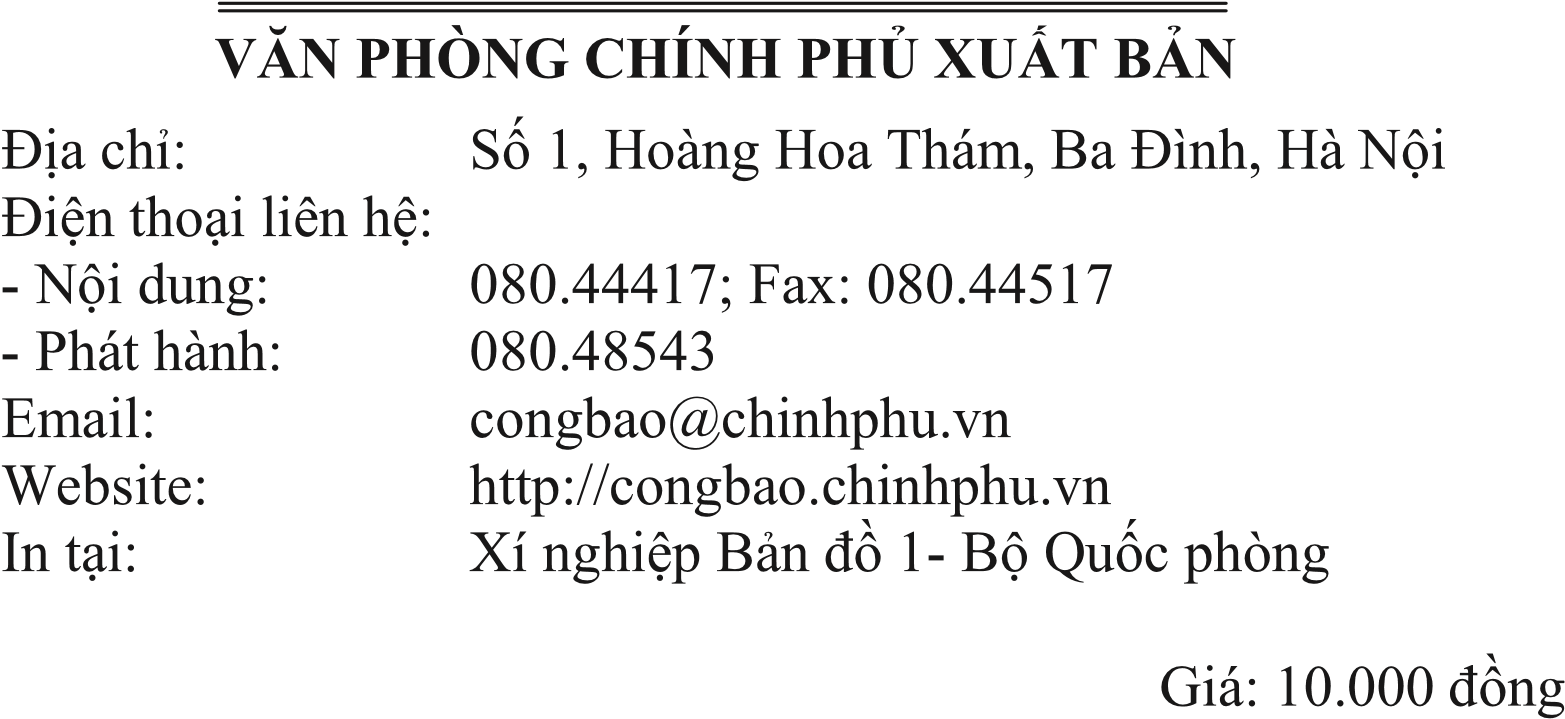 VĂN PHÒNG CHÍNH PHỦ XUẤT BẢN
Địa chỉ: Số 1, Hoàng Hoa Thám, Ba Đình, Hà Nội
Điện thoại liên hệ:
- Nội dung: 080.44417; Fax: 080.44517
- Phát hành: 080.48543
Email: congbao@chinhphu.vn
Website: http://congbao.chinhphu.vn
In tại: Xí nghiệp Bản đồ 1- Bộ Quốc phòng
Giá: 10.000 đồng